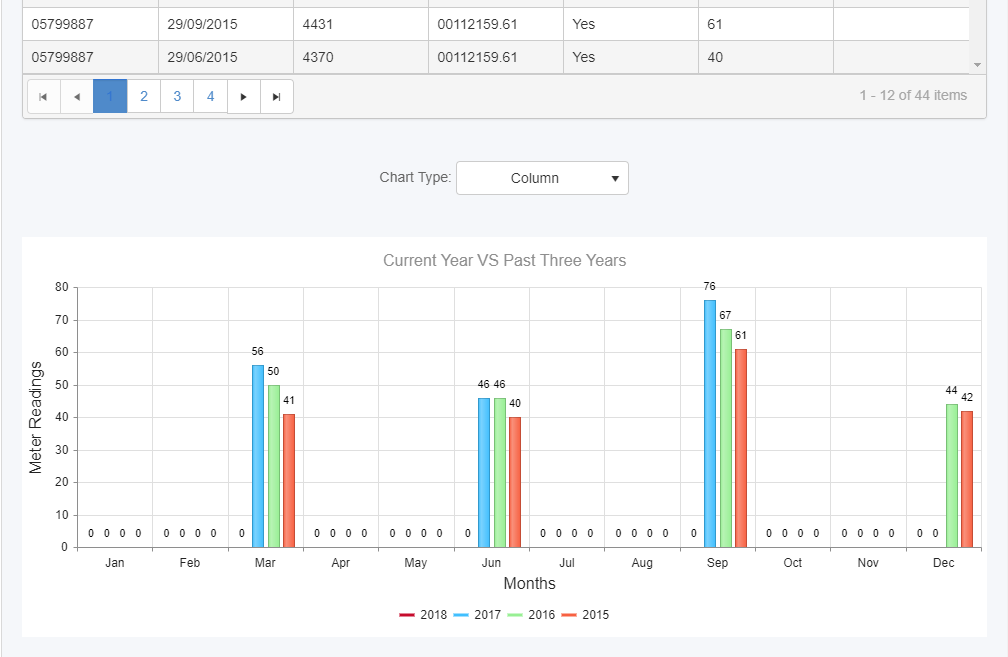 05799887 29/09/2015 4431 00112159.61 Yes 61
05799887 29/06/2015 4370 00112159.61 Yes 40
1 2 3 4 1 - 12 of 44 items
Chart Type: Column
Current Year VS Past Three Years
80
70
60
50
40
30
20
10
0
Meter Readings
0 0 0 0 0 0 0 0 0 56 50 41 0 0 0 0 0 0 0 0 0 46 46 40 0 0 0 0 0 0 0 0 0 76 67 61 0 0 0 0 0 0 0 0 0 0 44 42
Jan Feb Mar Apr May Jun Jul Aug Sep Oct Nov Dec
Months
2018 2017 2016 2015